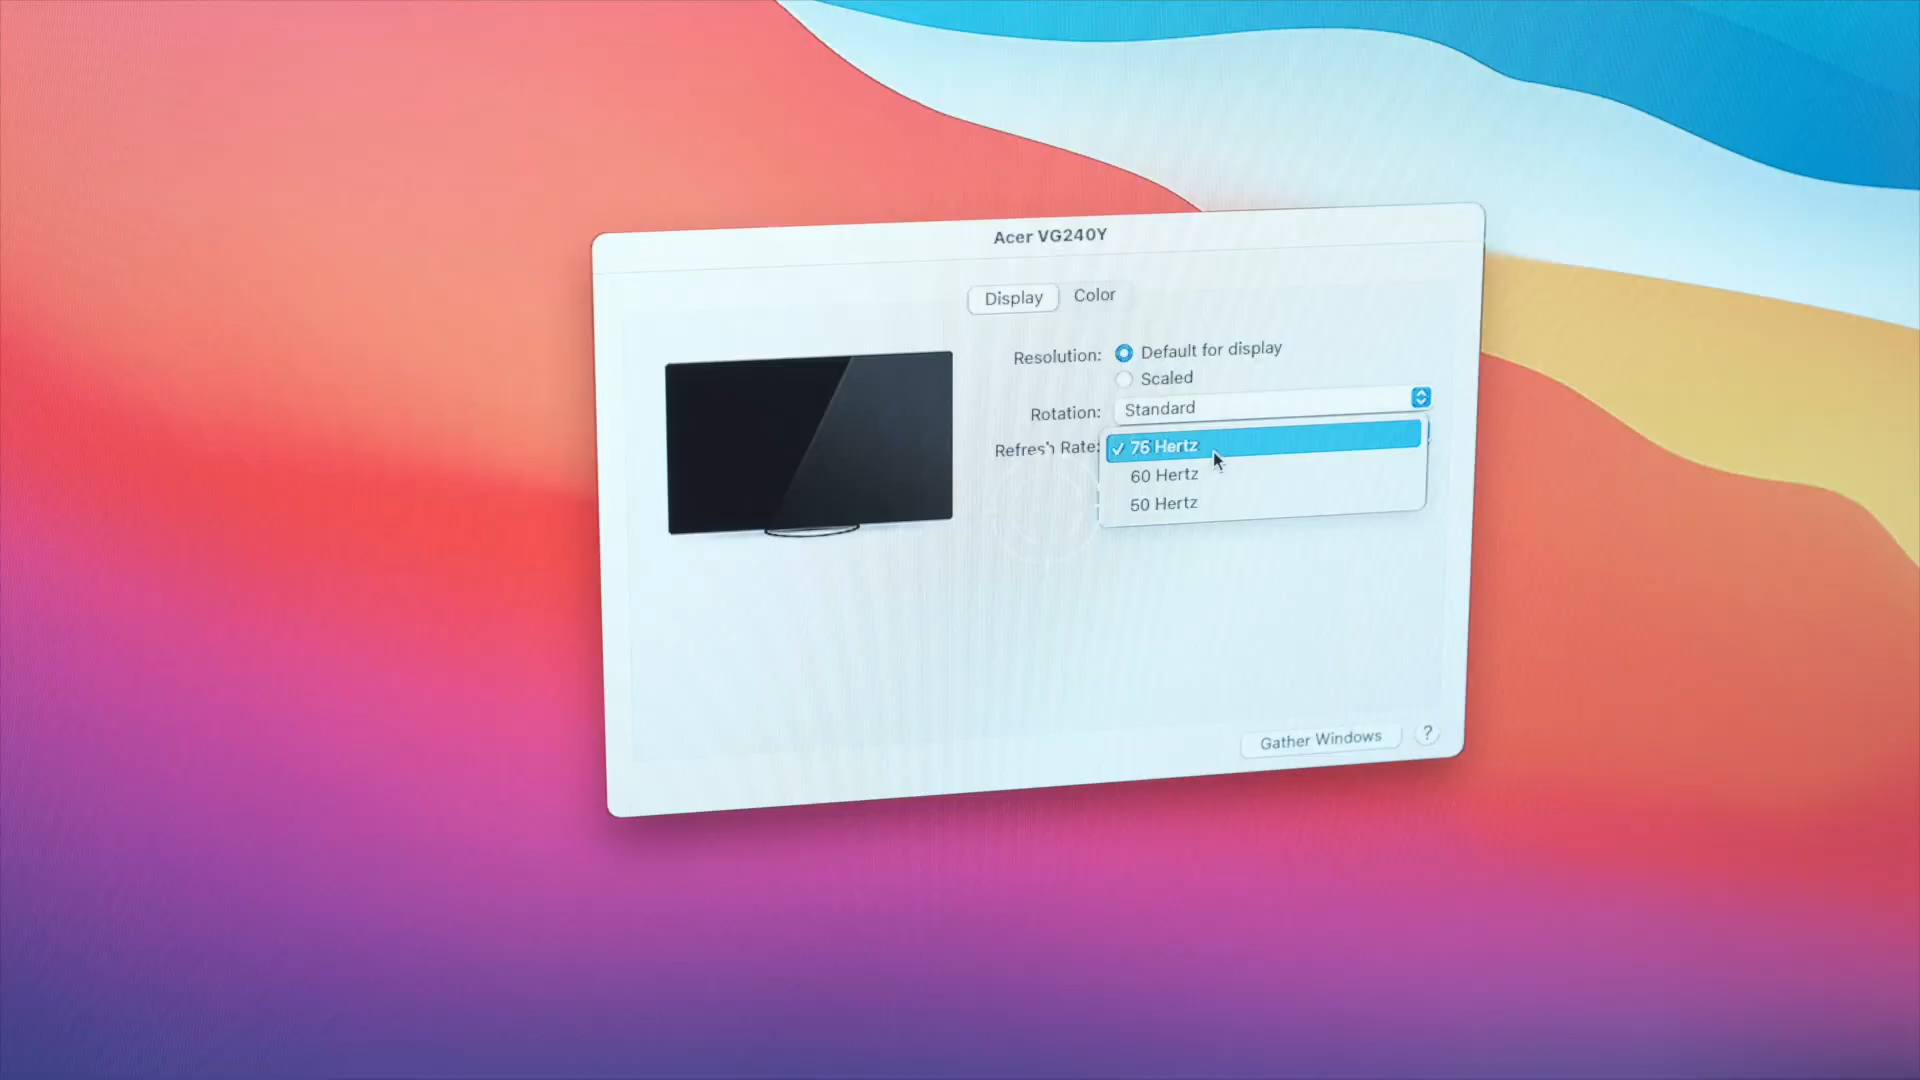 Acer VG240Y
Display Color
Resolution: Default for display
Scaled
Rotation: Standard
Refresh Rate: ✓ 75 Hertz
60 Hertz
50 Hertz
Gather Windows ?